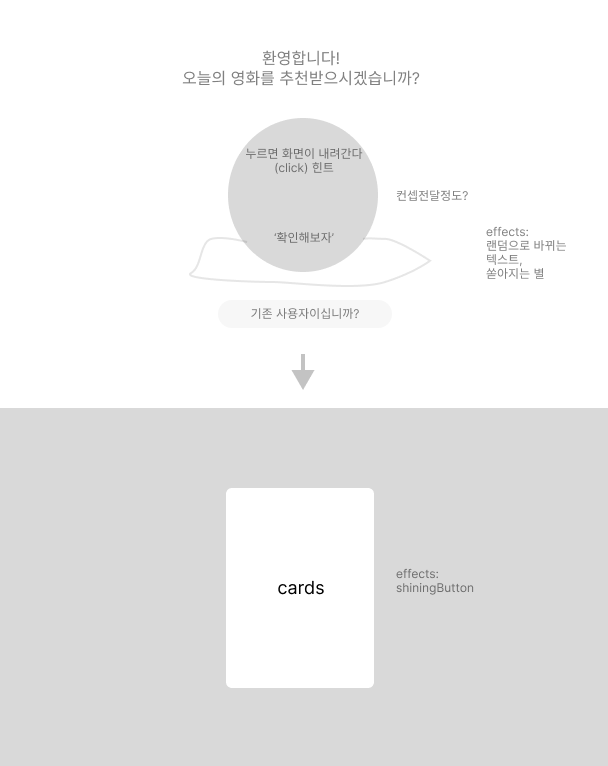 환영합니다!
오늘의 영화를 추천받으시겠습니까?
누르면 화면이 내려간다
(click) 힌트
컨셉전달정도?
'확인해보자'
effects:
랜덤으로 바뀌는
텍스트,
쏟아지는 별
기존 사용자이십니까?
cards
effects:
shiningButton